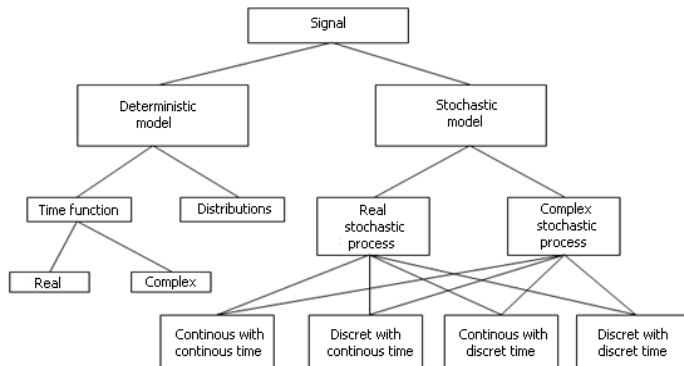 Signal
Deterministic
model
Stochastic
model
Time function
Distributions
Real
stochastic
process
Complex
stochastic
process
Real
Complex
Continous with
continous time
Discret with
continous time
Continous with
discret time
Discret with
discret time